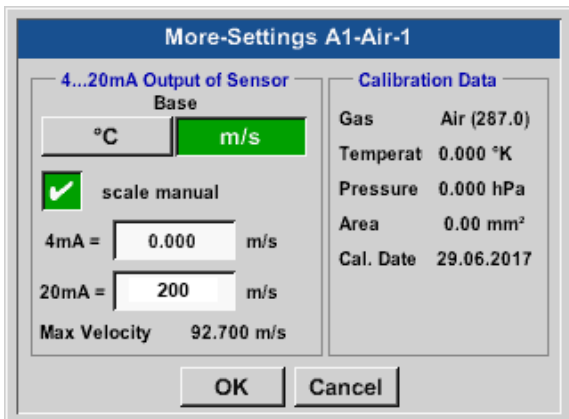 More-Settings A1-Air-1
4...20mA Output of Sensor
Base
°C
m/s
scale manual
4mA = 0.000 m/s
20mA = 200 m/s
Max Velocity 92.700 m/s
Calibration Data
Gas Air (287.0)
Temperat 0.000 °K
Pressure 0.000 hPa
Area 0.00 mm²
Cal. Date 29.06.2017
OK
Cancel